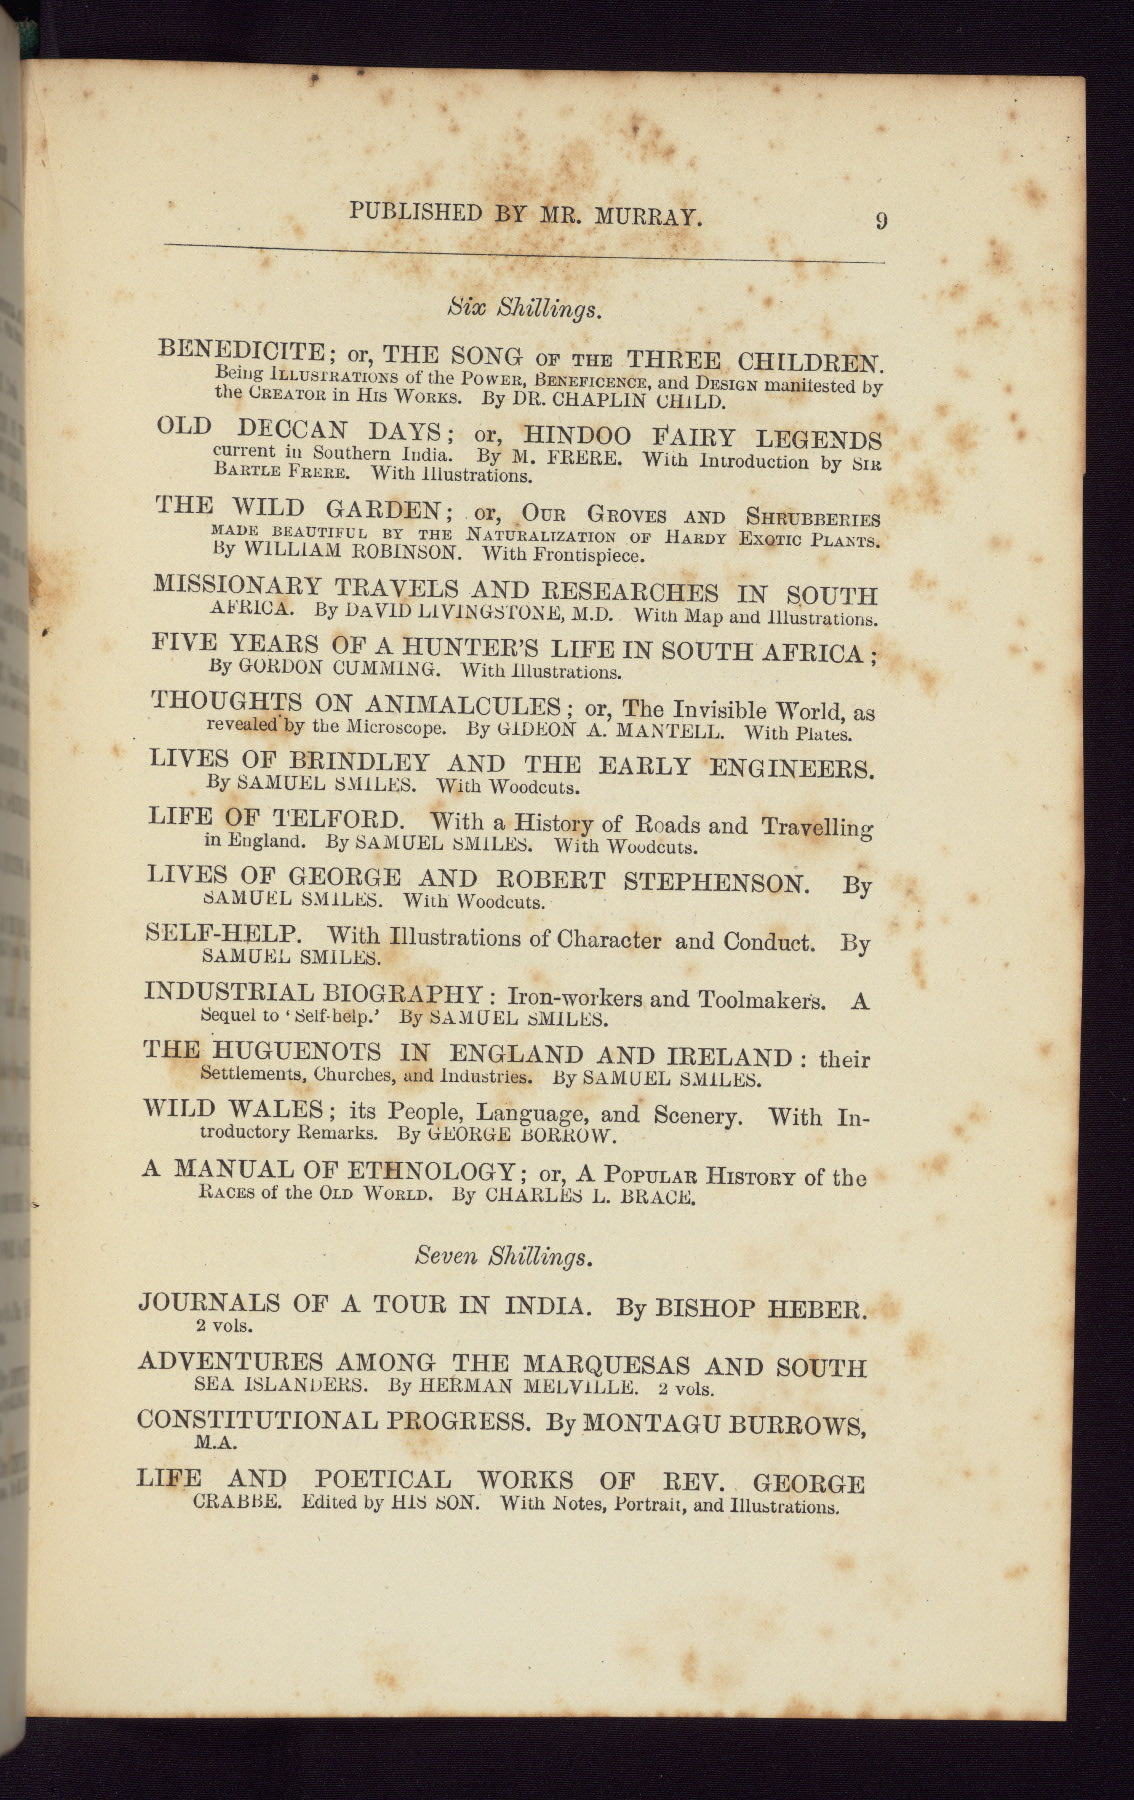 PUBLISHED BY MR. MURRAY. 9
Six Shillings.
BENEDICITE; or, THE SONG OF THE THREE CHILDREN.
Being ILLUSTRATIONS of the POWER, BENEFICENCE, and DESIGN manifested by
the CREATOR in HIS WORKS. By DR. CHAPLIN CHILD.
OLD DECCAN DAYS; or, HINDOO FAIRY LEGENDS
current in Southern India. By M. FRERE. With Introduction by SIR
BARTLE FRERE. With Illustrations.
THE WILD GARDEN; or, OUR GROVES AND SHRUBBERIES
MADE BEAUTIFUL BY THE NATURALIZATION OF HARDY EXOTIC PLANTS.
By WILLIAM ROBINSON. With Frontispiece.
MISSIONARY TRAVELS AND RESEARCHES IN SOUTH
AFRICA. By DAVID LIVINGSTONE, M.D. With Map and Illustrations.
FIVE YEARS OF A HUNTER'S LIFE IN SOUTH AFRICA;
By GORDON CUMMING. With Illustrations.
THOUGHTS ON ANIMALCULES; or, The Invisible World, as
revealed by the Microscope. By GIDEON A. MANTELL. With Plates.
LIVES OF BRINDLEY AND THE EARLY ENGINEERS.
By SAMUEL SMILES. With Woodcuts.
LIFE OF TELFORD. With a History of Roads and Travelling
in England. By SAMUEL SMILES. With Woodcuts.
LIVES OF GEORGE AND ROBERT STEPHENSON. By
SAMUEL SMILES. With Woodcuts.
SELF-HELP. With Illustrations of Character and Conduct. By
SAMUEL SMILES.
INDUSTRIAL BIOGRAPHY: Iron-workers and Toolmakers. A
Sequel to 'Self-help.' By SAMUEL SMILES.
THE HUGUENOTS IN ENGLAND AND IRELAND: their
Settlements, Churches, and Industries. By SAMUEL SMILES.
WILD WALES; its People, Language, and Scenery. With In-
troductory Remarks. By GEORGE BORROW.
A MANUAL OF ETHNOLOGY; or, A POPULAR HISTORY of the
RACES of the OLD WORLD. By CHARLES L. BRACE.
Seven Shillings.
JOURNALS OF A TOUR IN INDIA. By BISHOP HEBER.
2 vols.
ADVENTURES AMONG THE MARQUESAS AND SOUTH
SEA ISLANDERS. By HERMAN MELVILLE. 2 vols.
CONSTITUTIONAL PROGRESS. By MONTAGU BURROWS,
M.A.
LIFE AND POETICAL WORKS OF REV. GEORGE
CRABBE. Edited by HIS SON. With Notes, Portrait, and Illustrations.